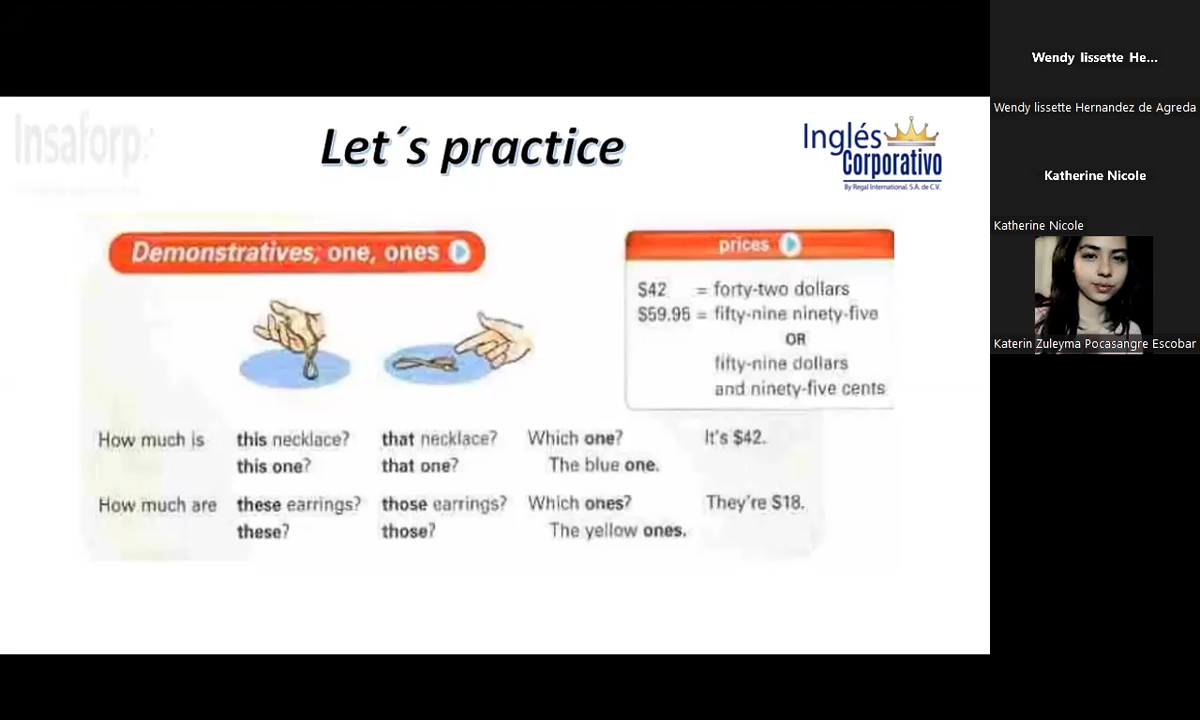 Insaforp
Let´s practice
Inglés
Corporativo
By Regal International, S.A. de C.V.
Demonstratives; one, ones
prices
$42 = forty-two dollars
$59.95 = fifty-nine ninety-five
OR
fifty-nine dollars
and ninety-five cents
How much is this necklace? that necklace? Which one? It's $42.
this one? that one? The blue one.
How much are these earrings? those earrings? Which ones? They're $18.
these? those? The yellow ones.
Wendy lissette He...
Wendy lissette Hernandez de Agreda
Katherine Nicole
Katherine Nicole
Katerin Zuleyma Pocasangre Escobar